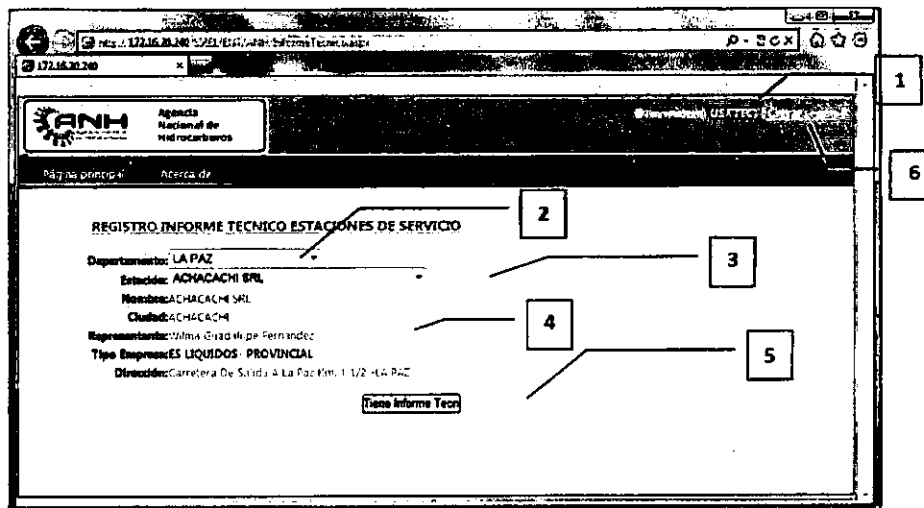 172.16.20.240
1
ANH
Agencia
Nacional de
Hidrocarburos
6
Página principal
Acerca de
2
REGISTRO INFORME TECNICO ESTACIONES DE SERVICIO
Departamento: LA PAZ
3
Estación: ACHACACHI SRL
Nombre: ACHACACHI SRL
Ciudad: ACHACACHI
4
Representante: Wilma Guadalupe Fernandez
Tipo Empresa: ES LIQUIDOS - PROVINCIAL
5
Dirección: Carretera De Salida A La Paz Km. 1 1/2 -LA PAZ
Tiene Informe Tecn